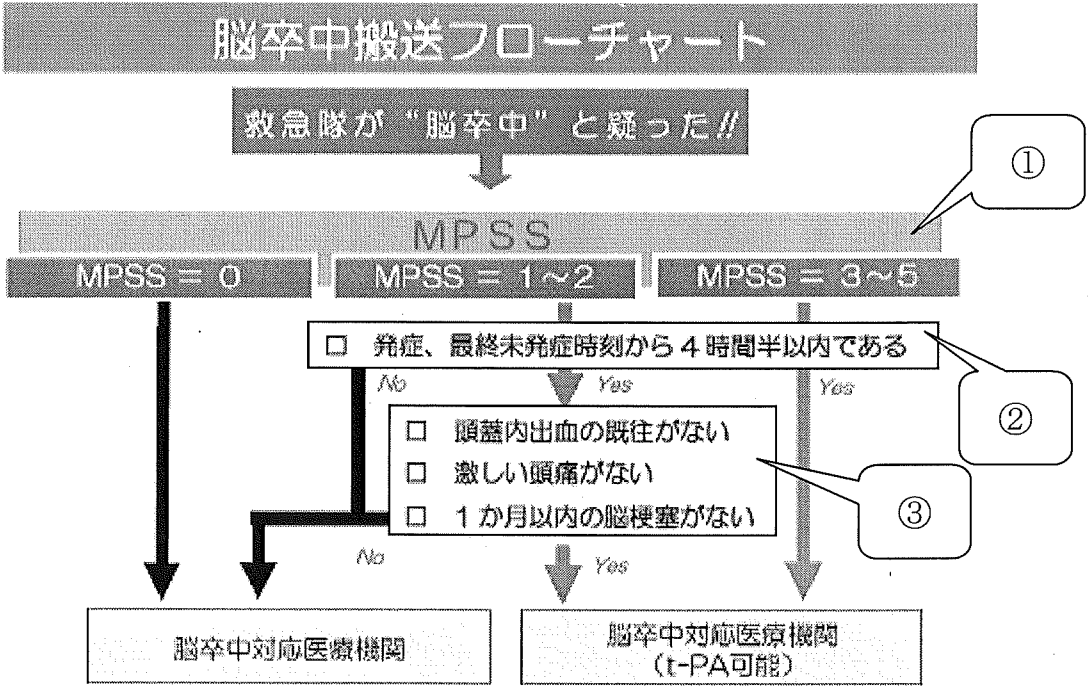 脳卒中搬送フローチャート
救急隊が“脳卒中”と疑った!!
①
MPSS
MPSS = 0
MPSS = 1～2
MPSS = 3～5
□ 発症、最終未発症時刻から4時間半以内である
②
No
Yes
Yes
□ 頭蓋内出血の既往がない
□ 激しい頭痛がない
□ 1か月以内の脳梗塞がない
③
No
Yes
脳卒中対応医療機関
脳卒中対応医療機関
（t-PA可能）